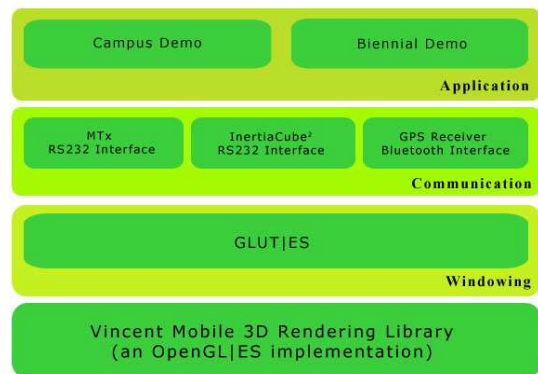 Campus Demo
Biennial Demo
Application
MTx
RS232 Interface
InertiaCube²
RS232 Interface
GPS Receiver
Bluetooth Interface
Communication
GLUT|ES
Windowing
Vincent Mobile 3D Rendering Library
(an OpenGL|ES implementation)